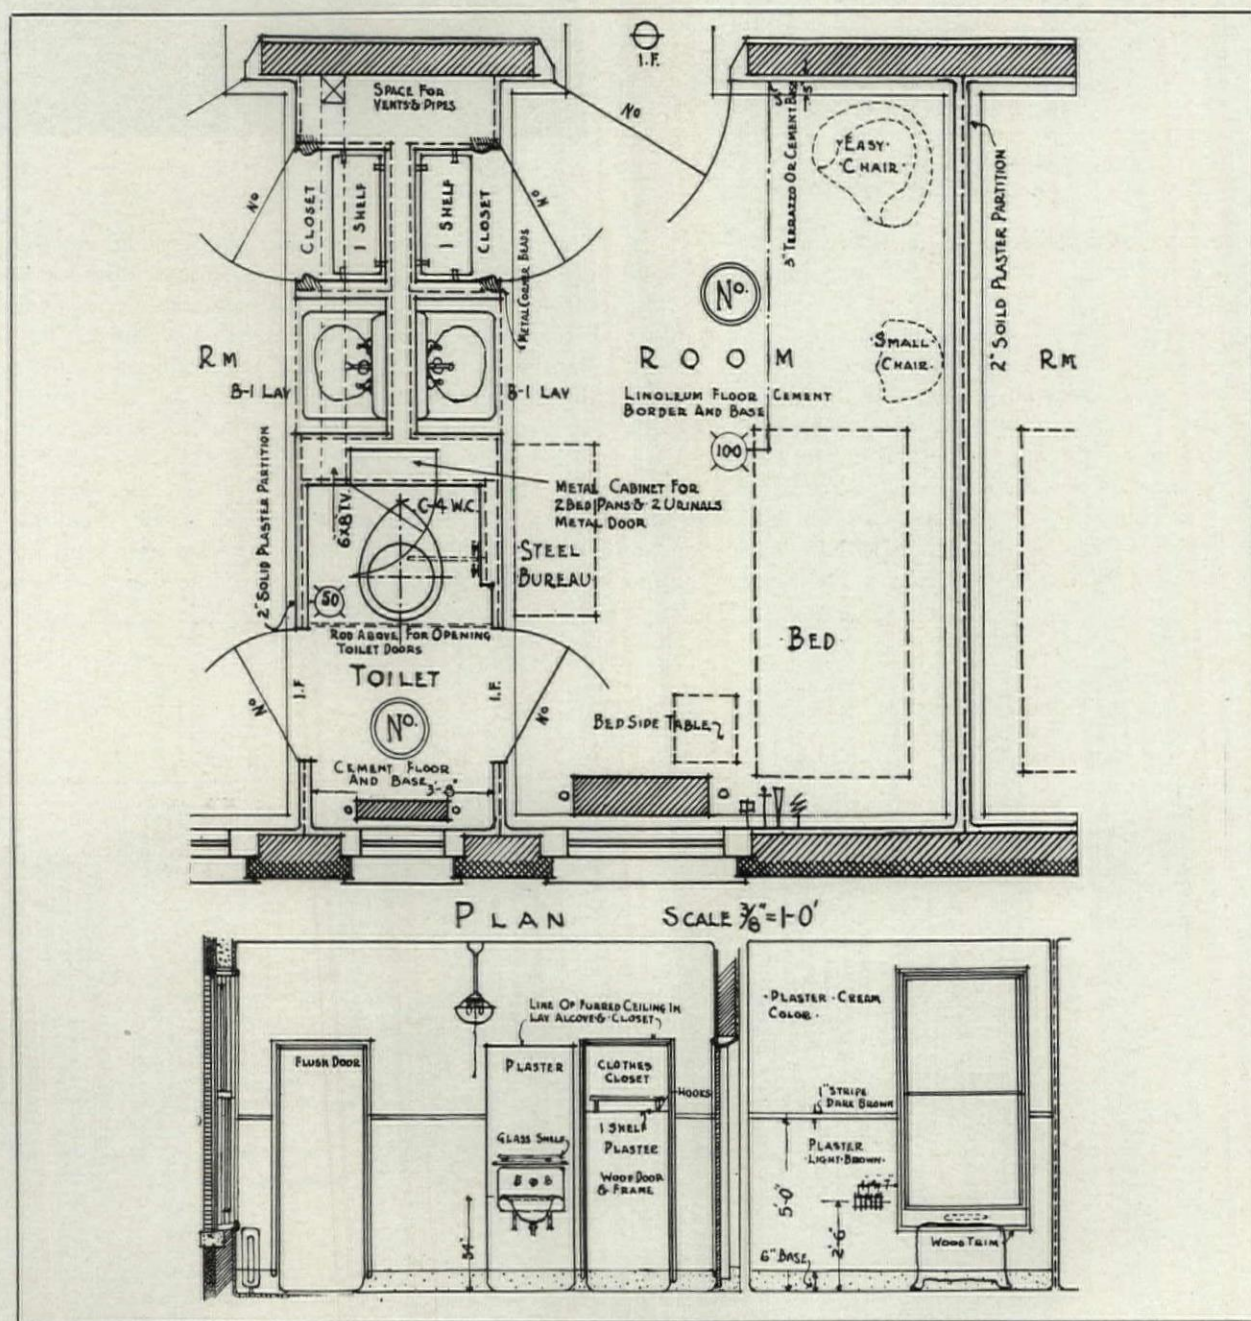 I.F.
SPACE FOR
VENTS & PIPES
No
No
No
CLOSET
1 SHELF
1 SHELF
CLOSET
METAL CORNER BEADS
3" TERRAZZO OR CEMENT BASE
5"
EASY
CHAIR
2" SOILD PLASTER PARTITION
No.
SMALL
CHAIR
RM
ROOM
RM
B-1 LAV
B-1 LAV
LINOLEUM FLOOR CEMENT
BORDER AND BASE
100
2" SOLID PLASTER PARTITION
6X8 T.V.
C-4 W.C.
METAL CABINET FOR
2 BED PANS & 2 URINALS
METAL DOOR
STEEL
BUREAU
50
ROD ABOVE FOR OPENING
TOILET DOORS
BED
TOILET
I.F.
I.F.
No
No.
No
BED SIDE TABLE
CEMENT FLOOR
AND BASE
3'-8"
PLAN SCALE 3/8"=1-0'
LINE OF FURRED CEILING IN
LAV ALCOVE & CLOSET
PLASTER · CREAM
COLOR ·
FLUSH DOOR
PLASTER
CLOTHES
CLOSET
HOOKS
1 SHELF
1" STRIPE
DARK BROWN
GLASS SHELF
PLASTER
PLASTER
LIGHT · BROWN ·
WOOD DOOR
& FRAME
34"
5'-0"
2'-6"
6" BASE
WOOD TRIM